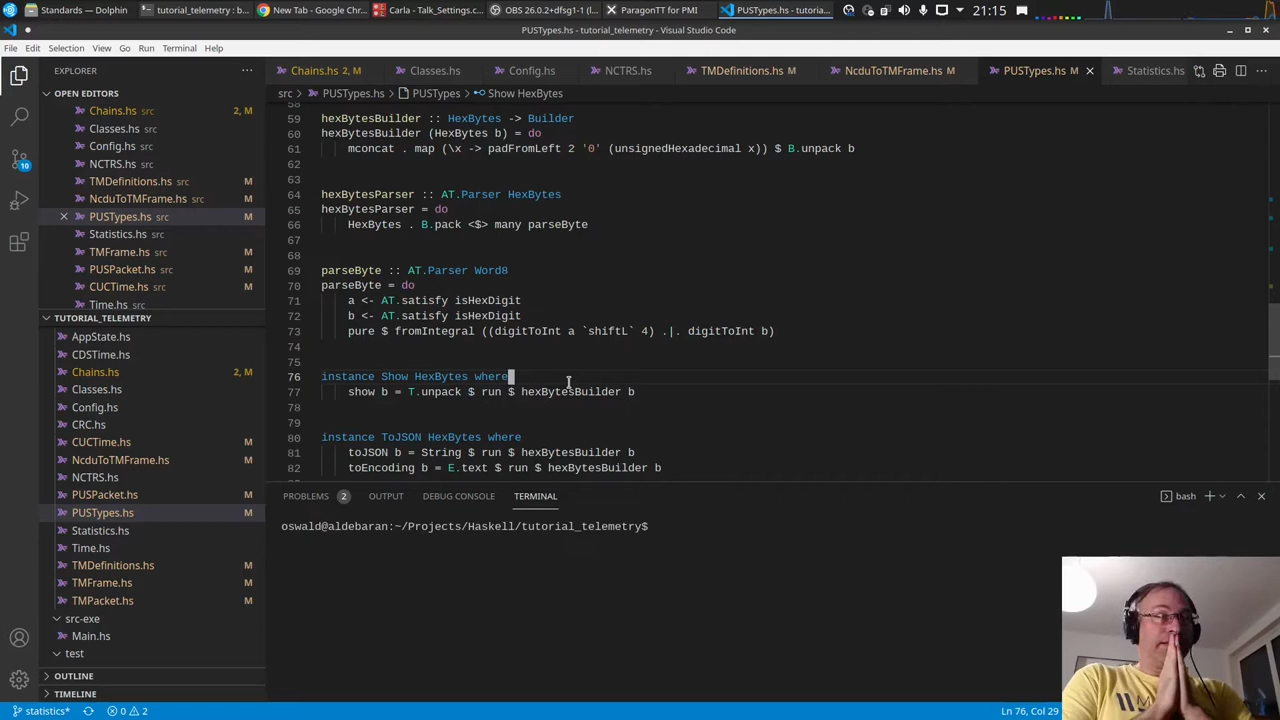 Standards — Dolphin
tutorial_telemetry : b...
New Tab - Google Chr...
Carla - Talk_Settings.c...
OBS 26.0.2+dfsg1-2 (l...
ParagonTT for PMI
PUSTypes.hs - tutoria...
21:15
PUSTypes.hs - tutorial_telemetry - Visual Studio Code
File Edit Selection View Go Run Terminal Help
EXPLORER
Chains.hs 2, M
Classes.hs
Config.hs
NCTRS.hs
TMDefinitions.hs M
NcduToTMFrame.hs M
PUSTypes.hs M
Statistics.hs
src > PUSTypes.hs > PUSTypes > Show HexBytes
OPEN EDITORS
Chains.hs src 2, M
Classes.hs src
Config.hs src
NCTRS.hs src
TMDefinitions.hs src M
NcduToTMFrame.hs src M
PUSTypes.hs src M
Statistics.hs src
TMFrame.hs src M
PUSPacket.hs src M
CUCTime.hs src M
Time.hs src
TUTORIAL_TELEMETRY
AppState.hs
CDSTime.hs
Chains.hs 2, M
Classes.hs
Config.hs
CRC.hs
CUCTime.hs M
NcduToTMFrame.hs M
NCTRS.hs
PUSPacket.hs M
PUSTypes.hs M
Statistics.hs
Time.hs
TMDefinitions.hs M
TMFrame.hs M
TMPacket.hs M
src-exe
Main.hs
test
OUTLINE
TIMELINE
10
58
59 hexBytesBuilder :: HexBytes -> Builder
60 hexBytesBuilder (HexBytes b) = do
61 mconcat . map (\x -> padFromLeft 2 '0' (unsignedHexadecimal x)) $ B.unpack b
62
63
64 hexBytesParser :: AT.Parser HexBytes
65 hexBytesParser = do
66 HexBytes . B.pack <$> many parseByte
67
68
69 parseByte :: AT.Parser Word8
70 parseByte = do
71 a <- AT.satisfy isHexDigit
72 b <- AT.satisfy isHexDigit
73 pure $ fromIntegral ((digitToInt a `shiftL` 4) .|. digitToInt b)
74
75
76 instance Show HexBytes where
77 show b = T.unpack $ run $ hexBytesBuilder b
78
79
80 instance ToJSON HexBytes where
81 toJSON b = String $ run $ hexBytesBuilder b
82 toEncoding b = E.text $ run $ hexBytesBuilder b
PROBLEMS 2 OUTPUT DEBUG CONSOLE TERMINAL
bash
oswald@aldebaran:~/Projects/Haskell/tutorial_telemetry$
statistics* 0 2
Ln 76, Col 29